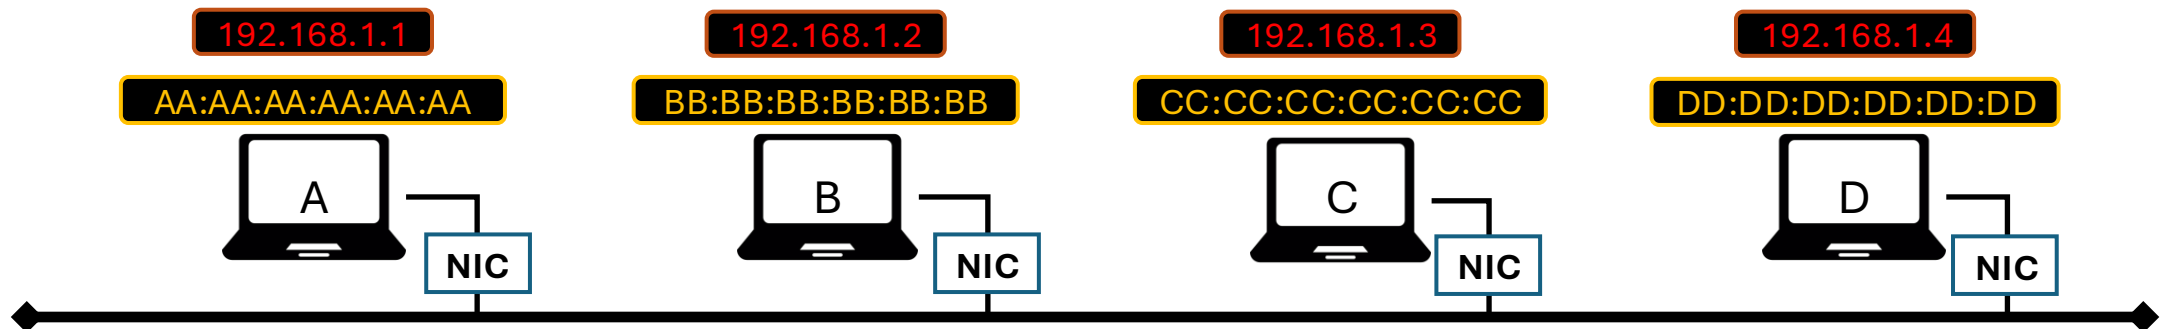 192.168.1.1
192.168.1.2
192.168.1.3
192.168.1.4
AA:AA:AA:AA:AA:AA
BB:BB:BB:BB:BB:BB
CC:CC:CC:CC:CC:CC
DD:DD:DD:DD:DD:DD
A
B
C
D
NIC
NIC
NIC
NIC